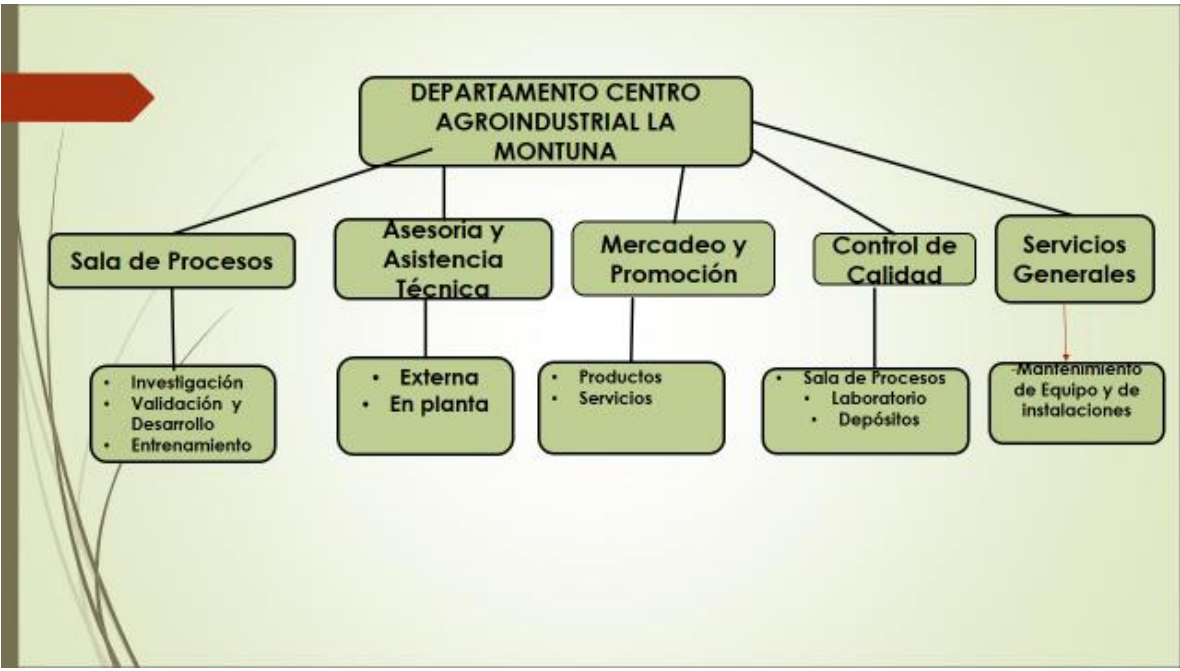 DEPARTAMENTO CENTRO
AGROINDUSTRIAL LA
MONTUNA
Sala de Procesos
Asesoria y
Asistencia
Técnica
Mercadeo y
Promoción
Control de
Calidad
Servicios
Generales
• Investigación
• Validación y
Desarrollo
• Entrenamiento
• Externa
• En planta
• Productos
• Servicios
• Sala de Procesos
• Laboratorio
• Depósitos
-Mantenimiento
de Equipo y de
instalaciones